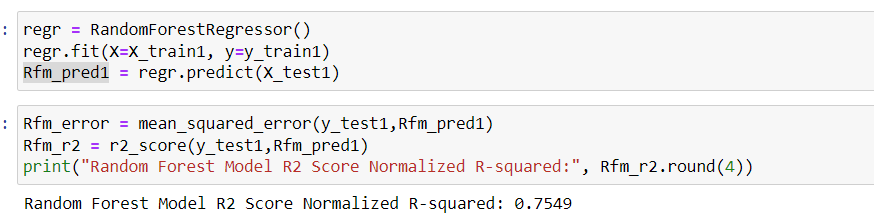 : regr = RandomForestRegressor()
regr.fit(X=X_train1, y=y_train1)
Rfm_pred1 = regr.predict(X_test1)
: Rfm_error = mean_squared_error(y_test1,Rfm_pred1)
Rfm_r2 = r2_score(y_test1,Rfm_pred1)
print("Random Forest Model R2 Score Normalized R-squared:", Rfm_r2.round(4))
Random Forest Model R2 Score Normalized R-squared: 0.7549